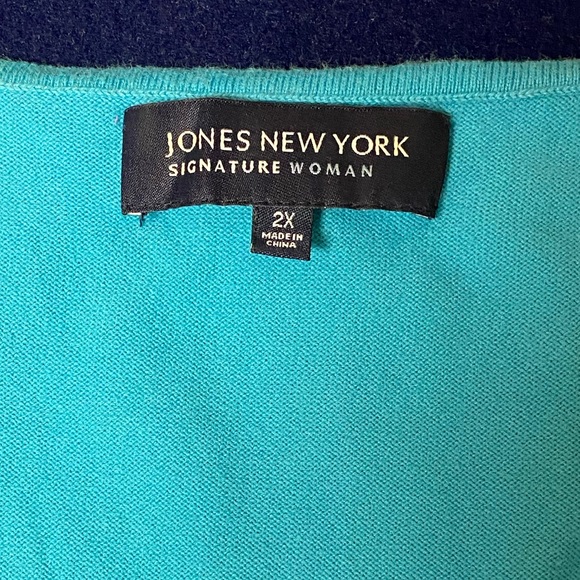 JONES NEW YORK
SIGNATURE WOMAN
2X
MADE IN
CHINA